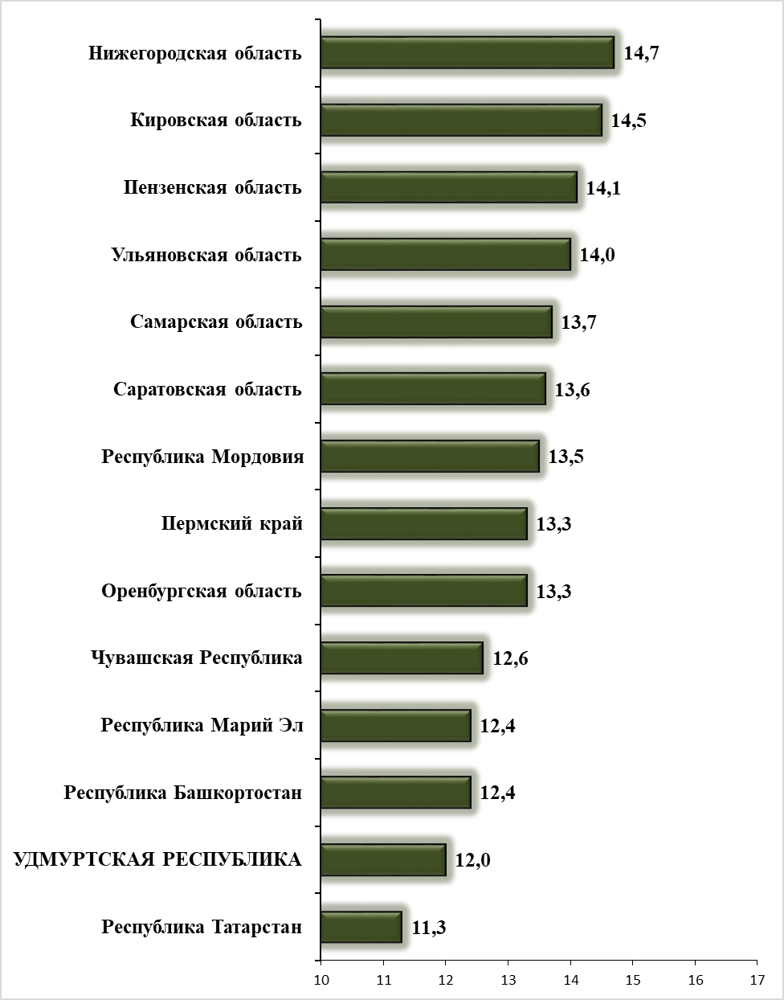 Нижегородская область 14,7
Кировская область 14,5
Пензенская область 14,1
Ульяновская область 14,0
Самарская область 13,7
Саратовская область 13,6
Республика Мордовия 13,5
Пермский край 13,3
Оренбургская область 13,3
Чувашская Республика 12,6
Республика Марий Эл 12,4
Республика Башкортостан 12,4
УДМУРТСКАЯ РЕСПУБЛИКА 12,0
Республика Татарстан 11,3
10 11 12 13 14 15 16 17